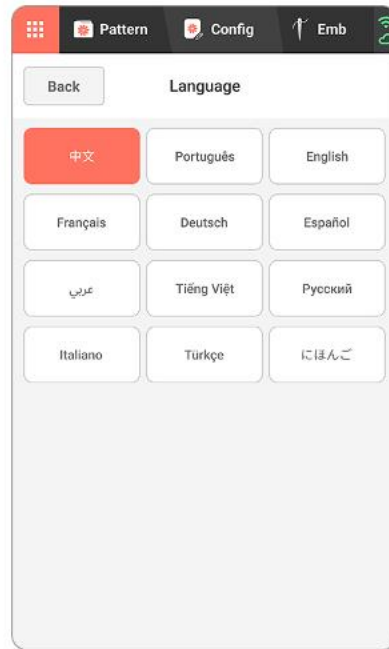 Pattern Config Emb
Back Language
中文 Português English
Français Deutsch Español
عربي Tiếng Việt Русский
Italiano Türkçe にほんご